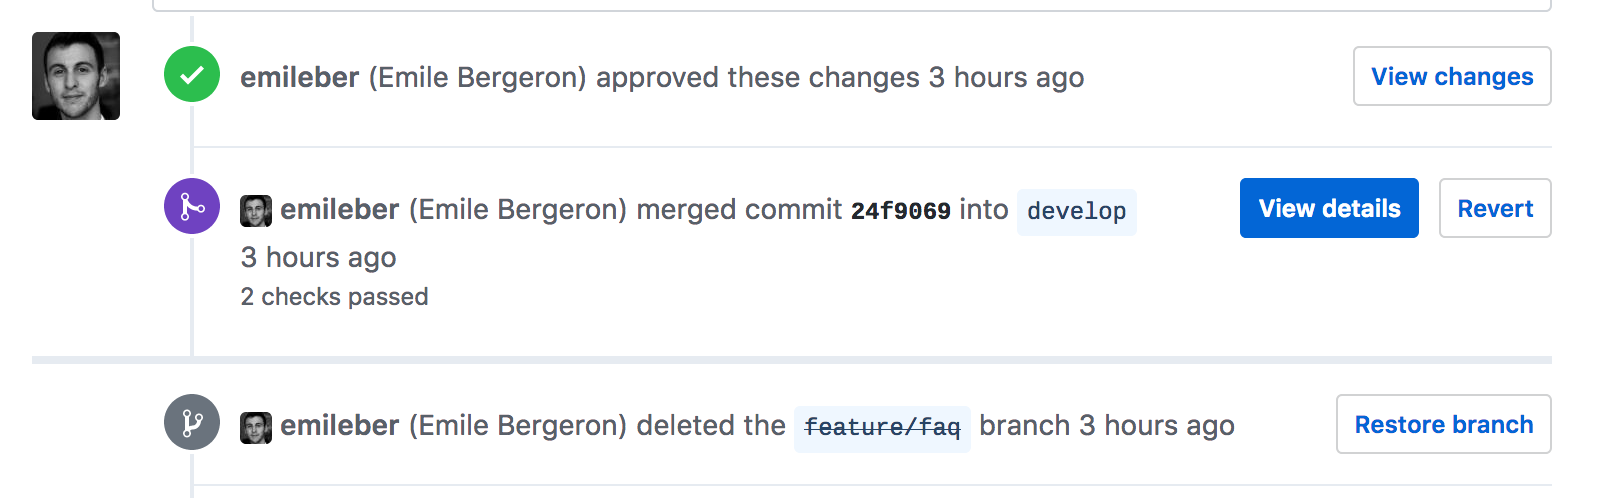 emileber (Emile Bergeron) approved these changes 3 hours ago
View changes
emileber (Emile Bergeron) merged commit 24f9069 into develop
View details
Revert
3 hours ago
2 checks passed
emileber (Emile Bergeron) deleted the feature/faq branch 3 hours ago
Restore branch